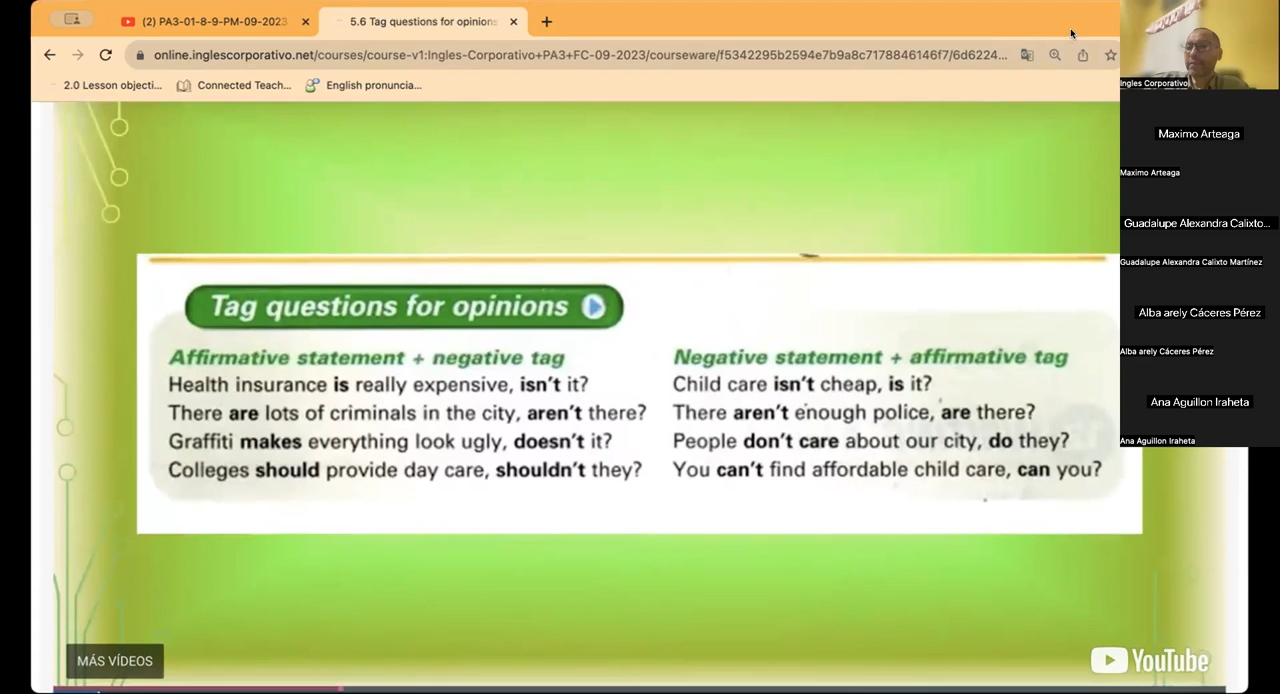 (2) PA3-01-8-9-PM-09-2023
5.6 Tag questions for opinions
online.inglescorporativo.net/courses/course-v1:Ingles-Corporativo+PA3+FC-09-2023/courseware/f5342295b2594e7b9a8c7178846146f7/6d6224...
2.0 Lesson objecti...
Connected Teach...
English pronuncia...
Tag questions for opinions
Affirmative statement + negative tag
Health insurance is really expensive, isn't it?
There are lots of criminals in the city, aren't there?
Graffiti makes everything look ugly, doesn't it?
Colleges should provide day care, shouldn't they?
Negative statement + affirmative tag
Child care isn't cheap, is it?
There aren't enough police, are there?
People don't care about our city, do they?
You can't find affordable child care, can you?
MÁS VÍDEOS
YouTube
Ingles Corporativo
Maximo Arteaga
Maximo Arteaga
Guadalupe Alexandra Calixto...
Guadalupe Alexandra Calixto Martínez
Alba arely Cáceres Pérez
Alba arely Cáceres Pérez
Ana Aguillon Iraheta
Ana Aguillon Iraheta